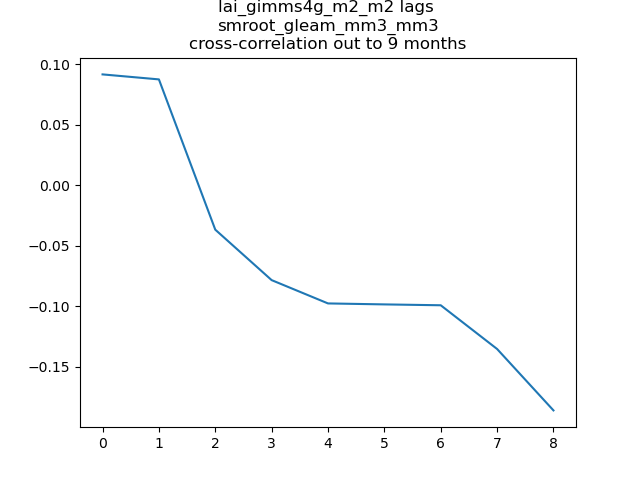 lai_gimms4g_m2_m2 lags
smroot_gleam_mm3_mm3
cross-correlation out to 9 months
0.10
0.05
0.00
−0.05
−0.10
−0.15
0 1 2 3 4 5 6 7 8